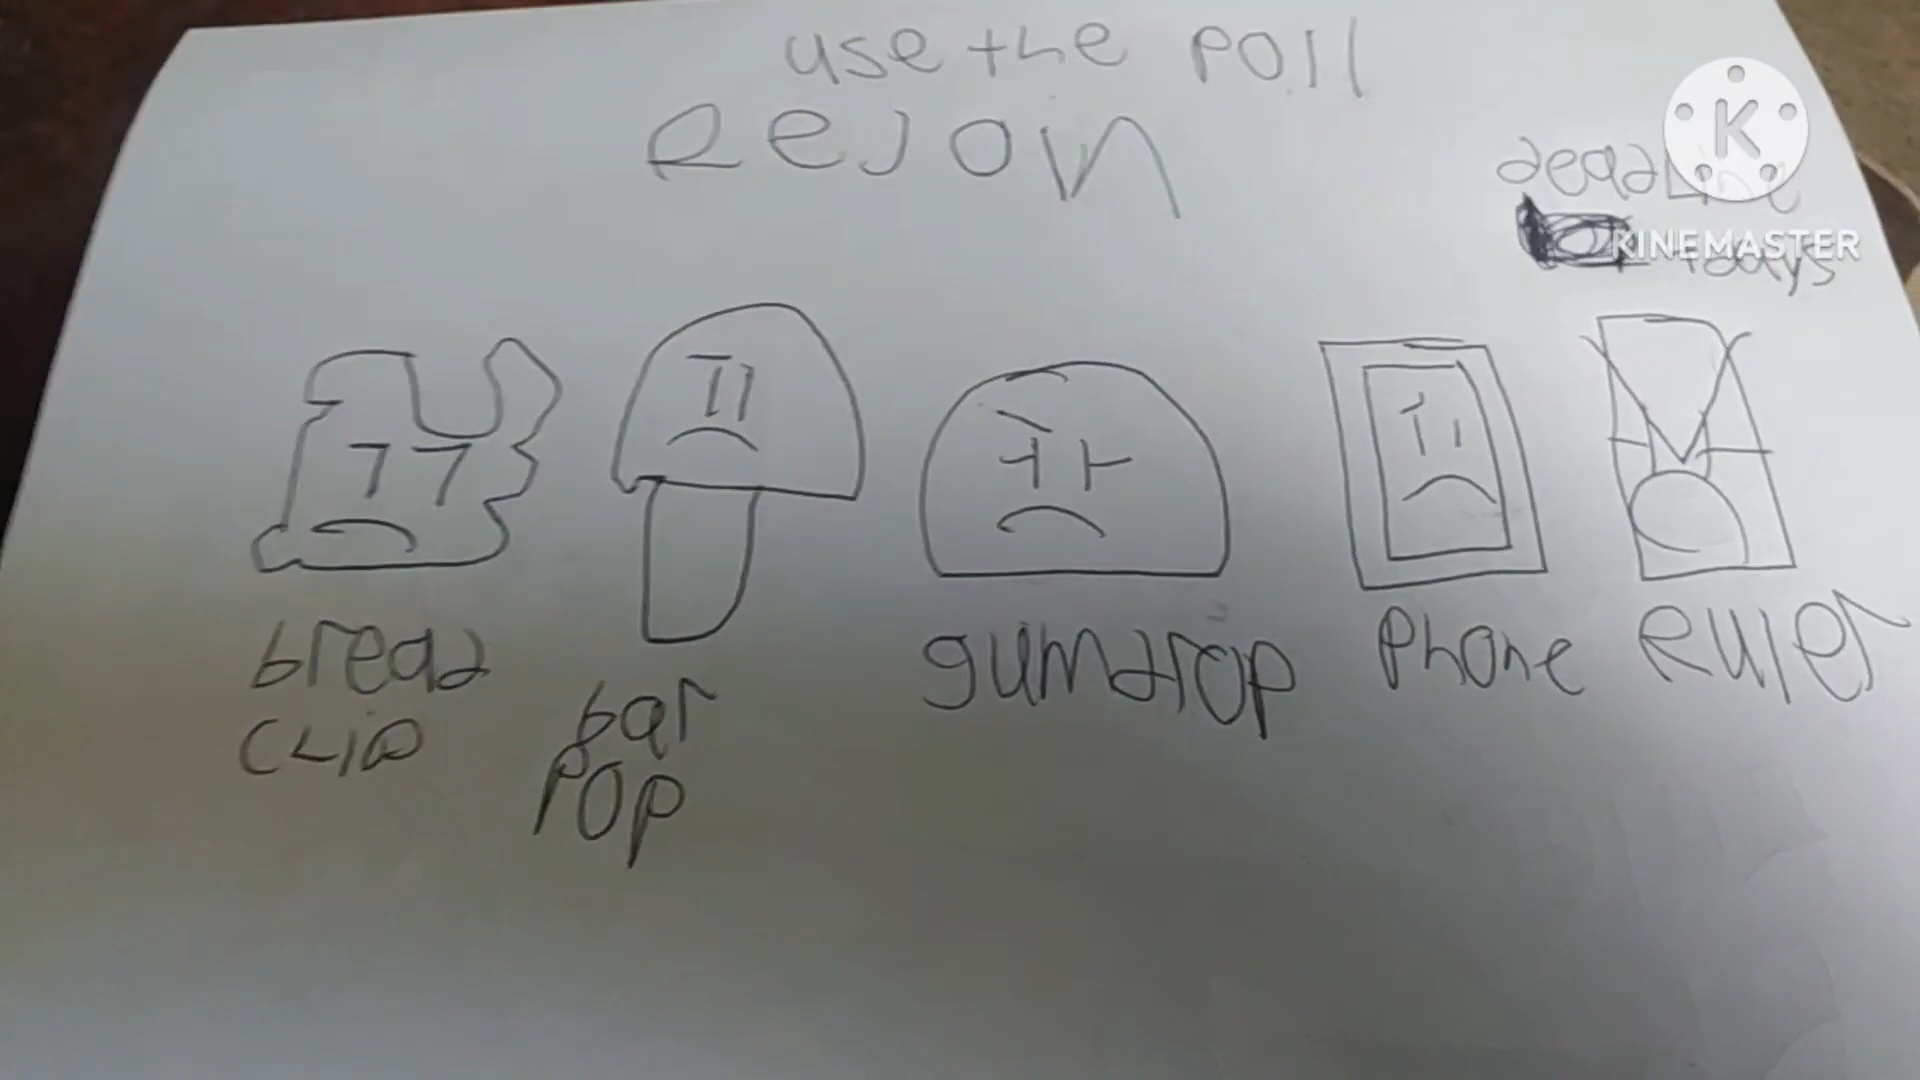 use the poll
Rejoin
deadline
KINEMASTER
days
bread
clip
bar
pop
gumdrop
phone
Ruler